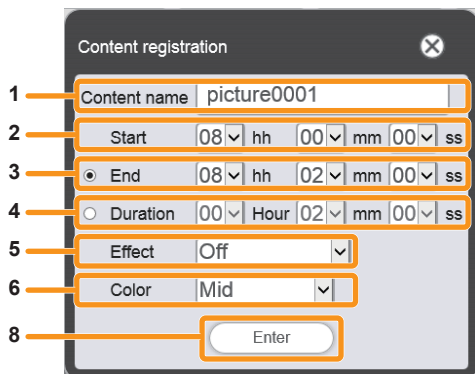 Content registration
1 Content name picture0001
2 Start 08 hh 00 mm 00 ss
3 End 08 hh 02 mm 00 ss
4 Duration 00 Hour 02 mm 00 ss
5 Effect Off
6 Color Mid
8 Enter